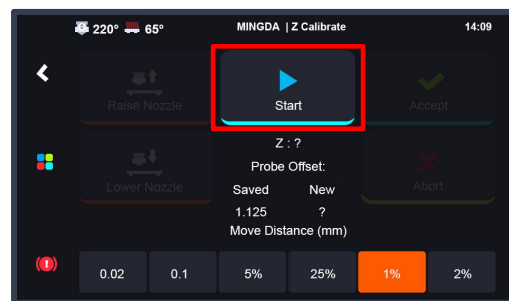 220° 65° MINGDA | Z Calibrate 14:09
Raise Nozzle Start Accept
Z : ?
Probe Offset:
Lower Nozzle Saved New Abort
1.125 ?
Move Distance (mm)
0.02 0.1 5% 25% 1% 2%